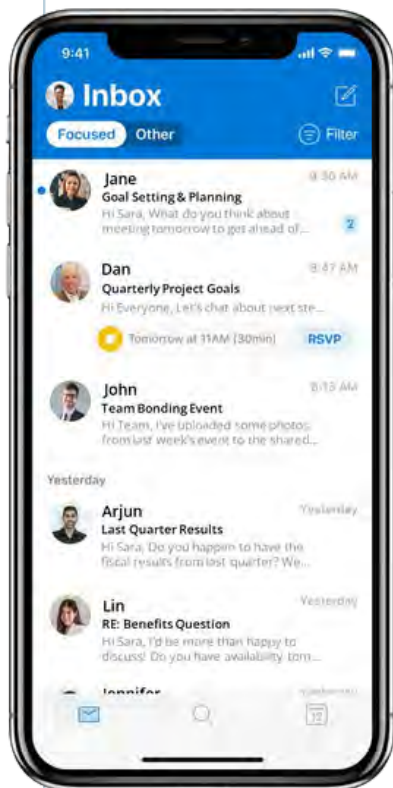 9:41
Inbox
Focused Other Filter
Jane 9:30 AM
Goal Setting & Planning
Hi Sara, What do you think about
meeting tomorrow to get ahead of... 2
Dan 8:47 AM
Quarterly Project Goals
Hi Everyone, Let's chat about next ste...
Tomorrow at 11AM (30min) RSVP
John 8:13 AM
Team Bonding Event
Hi Team, I've uploaded some photos
from last week's event to the shared...
Yesterday
Arjun Yesterday
Last Quarter Results
Hi Sara, Do you happen to have the
fiscal results from last quarter? We...
Lin Yesterday
RE: Benefits Question
Hi Sara, I'd be more than happy to
discuss! Do you have availability tom...
Jennifer Yesterday
12